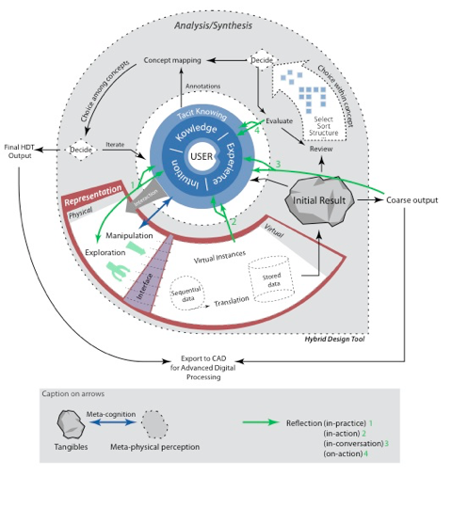 Analysis/Synthesis
Concept mapping
Decide
Choice among concepts
Choice within concept
Annotations
Tacit Knowing
Kowledge
Experience
Intuition
USER
4
Evaluate
Select
Sort
Structure
Review
Final HDT
Output
Decide
Iterate
1
3
2
Representation
Physical
Initial Result
Coarse output
Manipulation
Exploration
Interface
Virtual
Virtual Instances
Sequential
data
Translation
Stored
data
Hybrid Design Tool
Export to CAD
for Advanced Digital
Processing
Caption on arrows
Meta-cognition
Tangibles
Meta-physical perception
Reflection (in-practice) 1
(in-action) 2
(in-conversation) 3
(on-action) 4